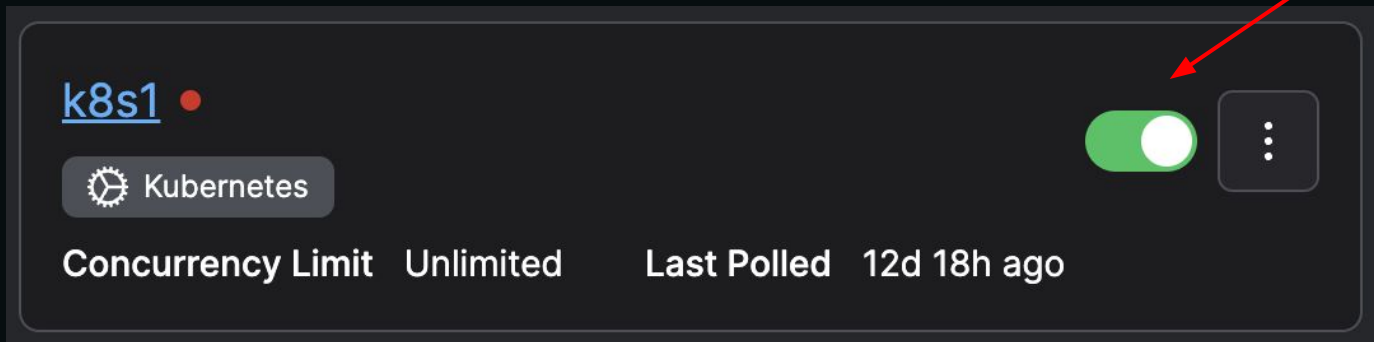 k8s1
Kubernetes
Concurrency Limit Unlimited Last Polled 12d 18h ago